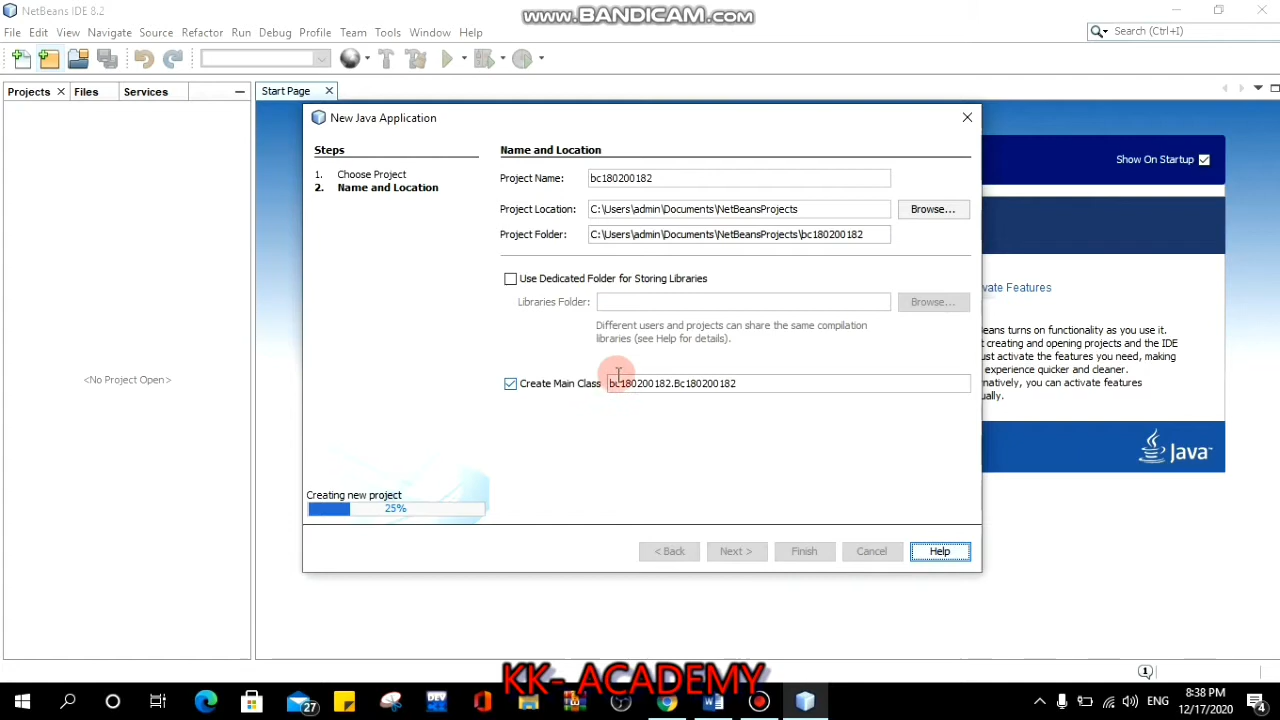 NetBeans IDE 8.2
www.BANDICAM.com
File Edit View Navigate Source Refactor Run Debug Profile Team Tools Window Help
Search (Ctrl+I)
Projects Files Services
Start Page
New Java Application
Steps
1. Choose Project
2. Name and Location
Name and Location
Project Name: bc180200182
Project Location: C:\Users\admin\Documents\NetBeansProjects Browse...
Project Folder: C:\Users\admin\Documents\NetBeansProjects\bc180200182
Use Dedicated Folder for Storing Libraries
Libraries Folder: Browse...
Different users and projects can share the same compilation
libraries (see Help for details).
Create Main Class bc180200182.Bc180200182
Creating new project
25%
< Back Next > Finish Cancel Help
<No Project Open>
Show On Startup
vate Features
eans turns on functionality as you use it.
t creating and opening projects and the IDE
ust activate the features you need, making
experience quicker and cleaner.
matively, you can activate features
ually.
Java
1
KK- ACADEMY
27
DEV
ENG
8:38 PM
12/17/2020
4